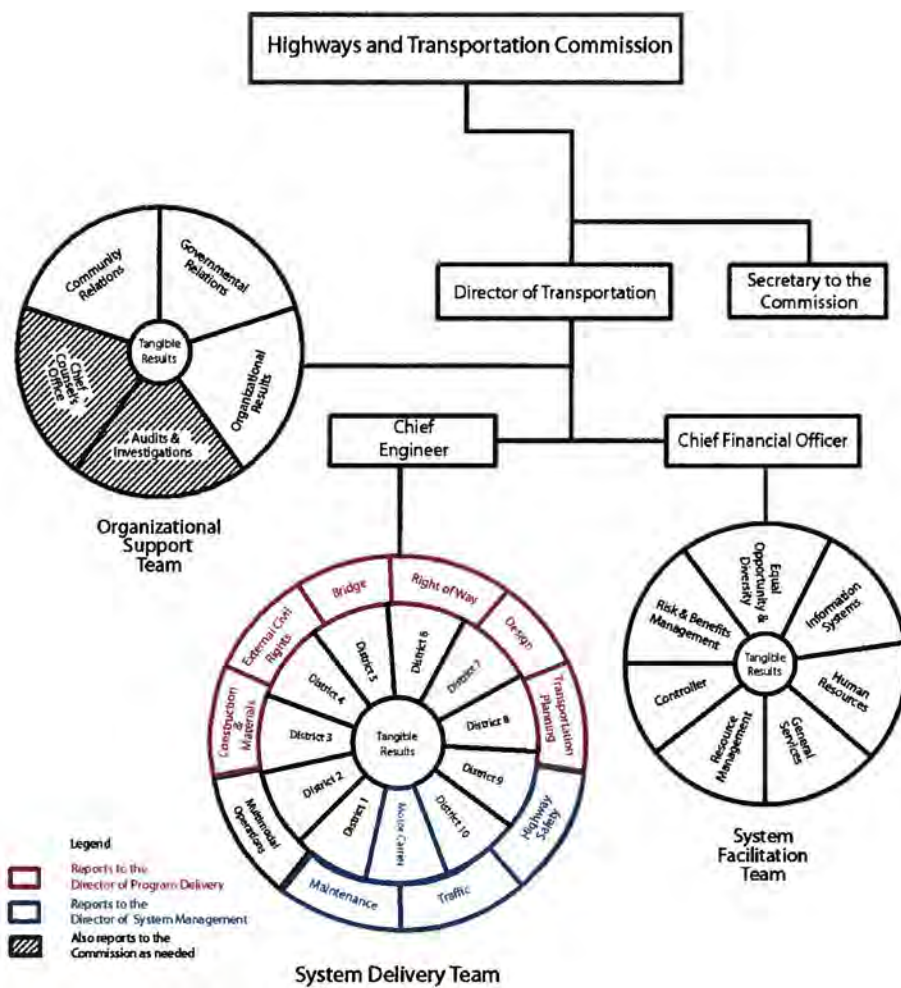 Highways and Transportation Commission
Director of Transportation
Secretary to the
Commission
Community
Relations
Governmental
Relations
Organizational
Results
Audits &
Investigations
Chief
Counsel's
Office
Tangible
Results
Organizational
Support
Team
Chief
Engineer
Chief Financial Officer
Bridge
Right of Way
Design
Transportation
Planning
Highway
Safety
Traffic
Maintenance
Multimodal
Operations
Construction
&
Materials
External Civil
Rights
District 1
District 2
District 3
District 4
District 5
District 6
District 7
District 8
District 9
District 10
Motor Carrier
Tangible
Results
System Delivery Team
Equal
Opportunity &
Diversity
Information
Systems
Human
Resources
General
Services
Resource
Management
Controller
Risk & Benefits
Management
Tangible
Results
System
Facilitation
Team
Legend
Reports to the
Director of Program Delivery
Reports to the
Director of System Management
Also reports to the
Commission as needed